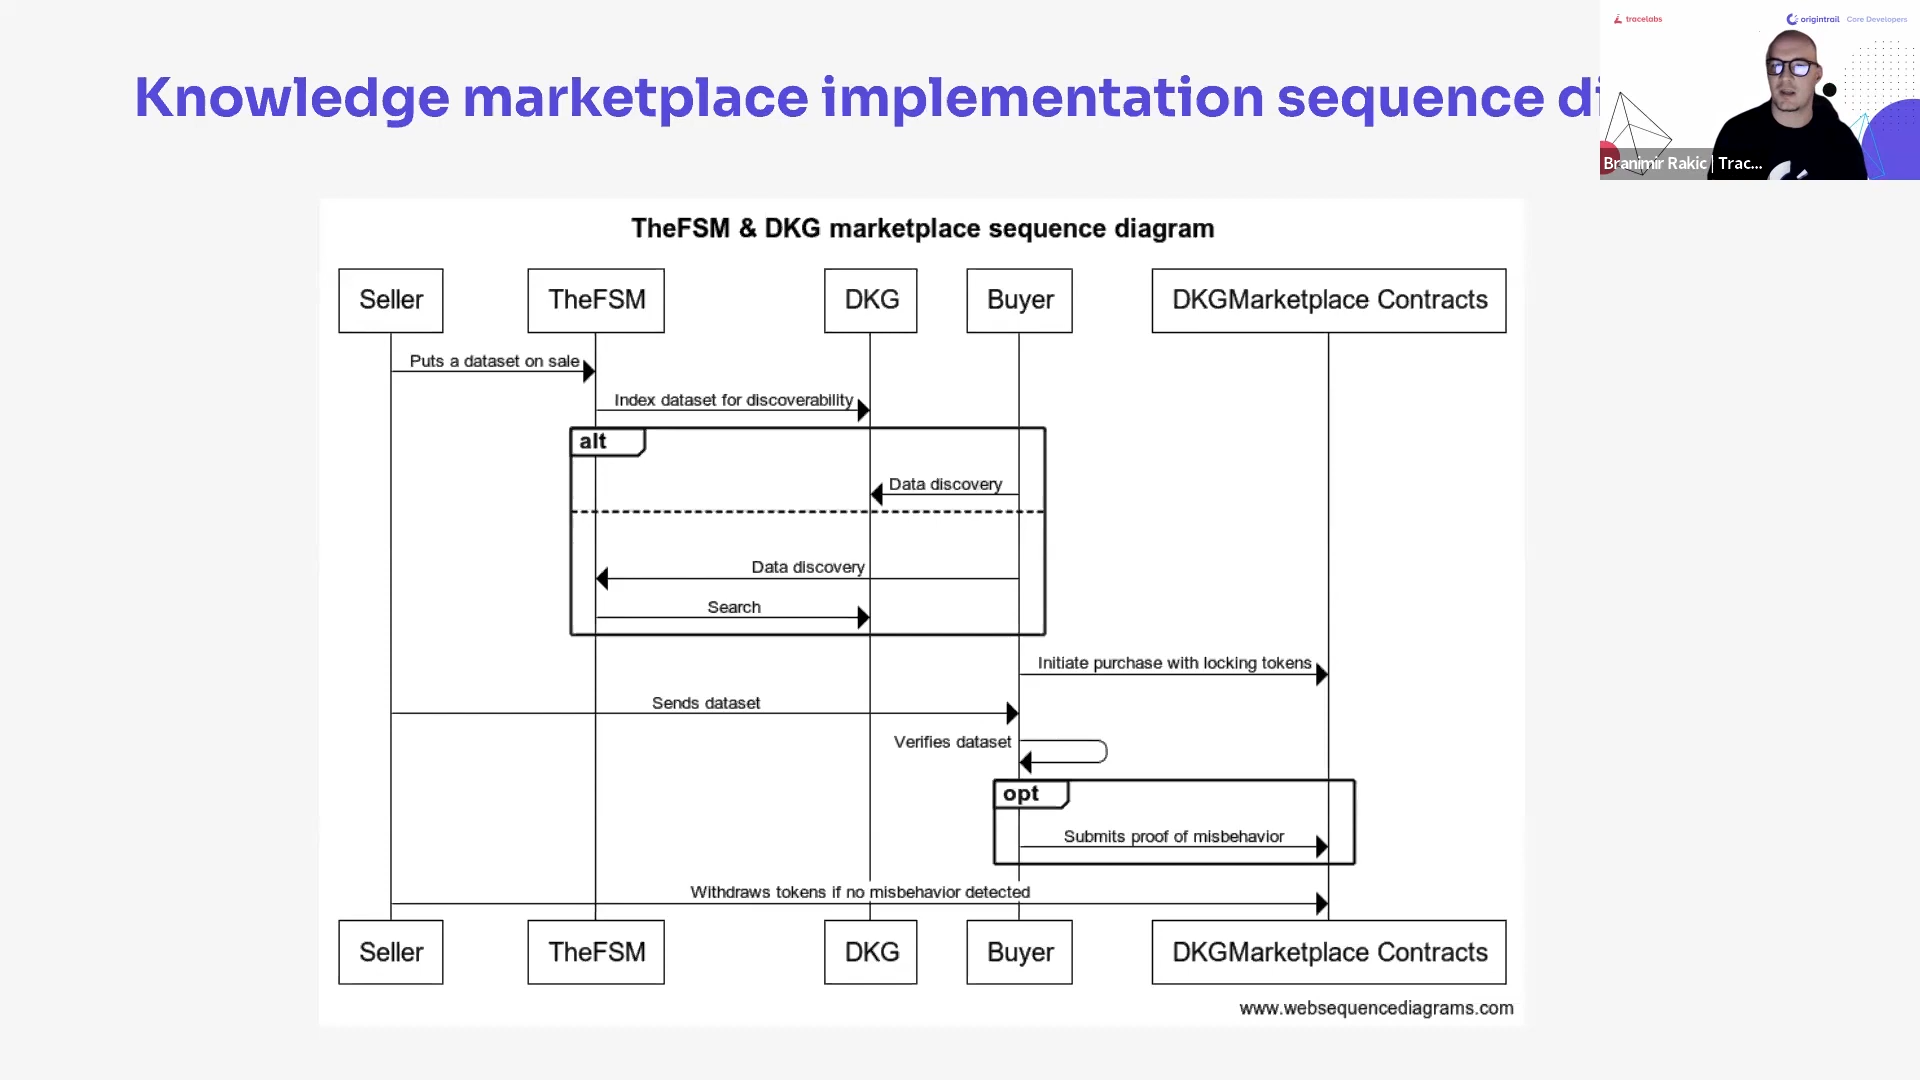 Knowledge marketplace implementation sequence di
tracelabs
origintrail Core Developers
Branimir Rakic | Trac...
TheFSM & DKG marketplace sequence diagram
Seller
TheFSM
DKG
Buyer
DKGMarketplace Contracts
Puts a dataset on sale
Index dataset for discoverability
alt
Data discovery
Data discovery
Search
Initiate purchase with locking tokens
Sends dataset
Verifies dataset
opt
Submits proof of misbehavior
Withdraws tokens if no misbehavior detected
Seller
TheFSM
DKG
Buyer
DKGMarketplace Contracts
www.websequencediagrams.com